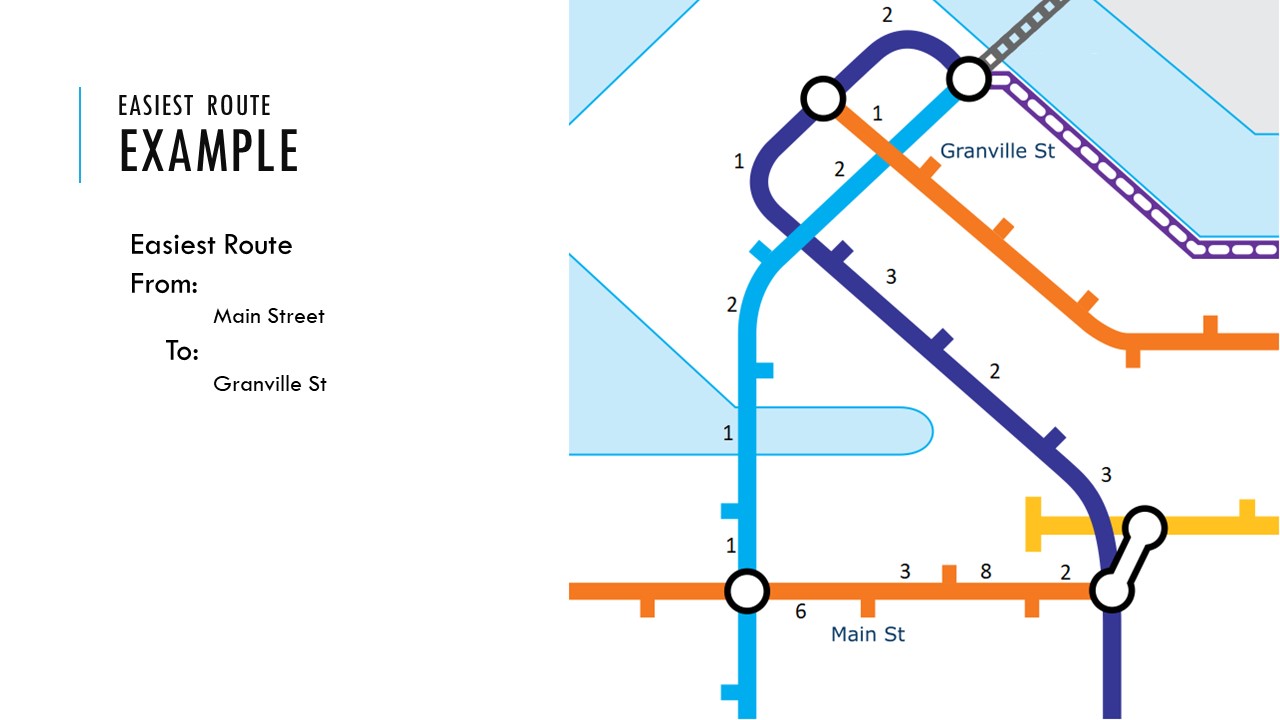 EASIEST ROUTE
EXAMPLE
Easiest Route
From:
Main Street
To:
Granville St
2
1
Granville St
1
2
3
2
2
1
3
1
3
8
2
6
Main St